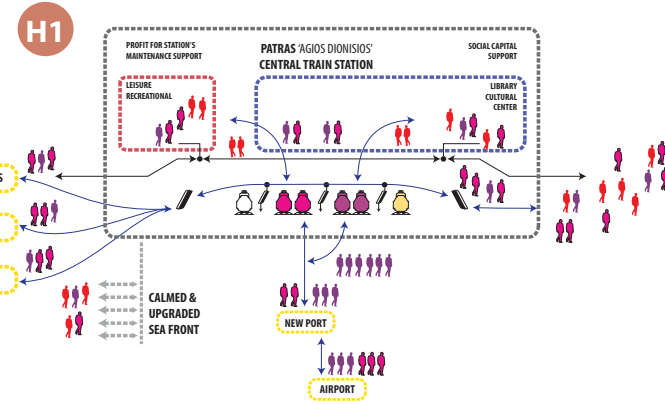 H1
PROFIT FOR STATION'S
MAINTENANCE SUPPORT
PATRAS 'AGIOS DIONISIOS'
CENTRAL TRAIN STATION
SOCIAL CAPITAL
SUPPORT
LEISURE
RECREATIONAL
LIBRARY
CULTURAL
CENTER
CALMED &
UPGRADED
SEA FRONT
NEW PORT
AIRPORT